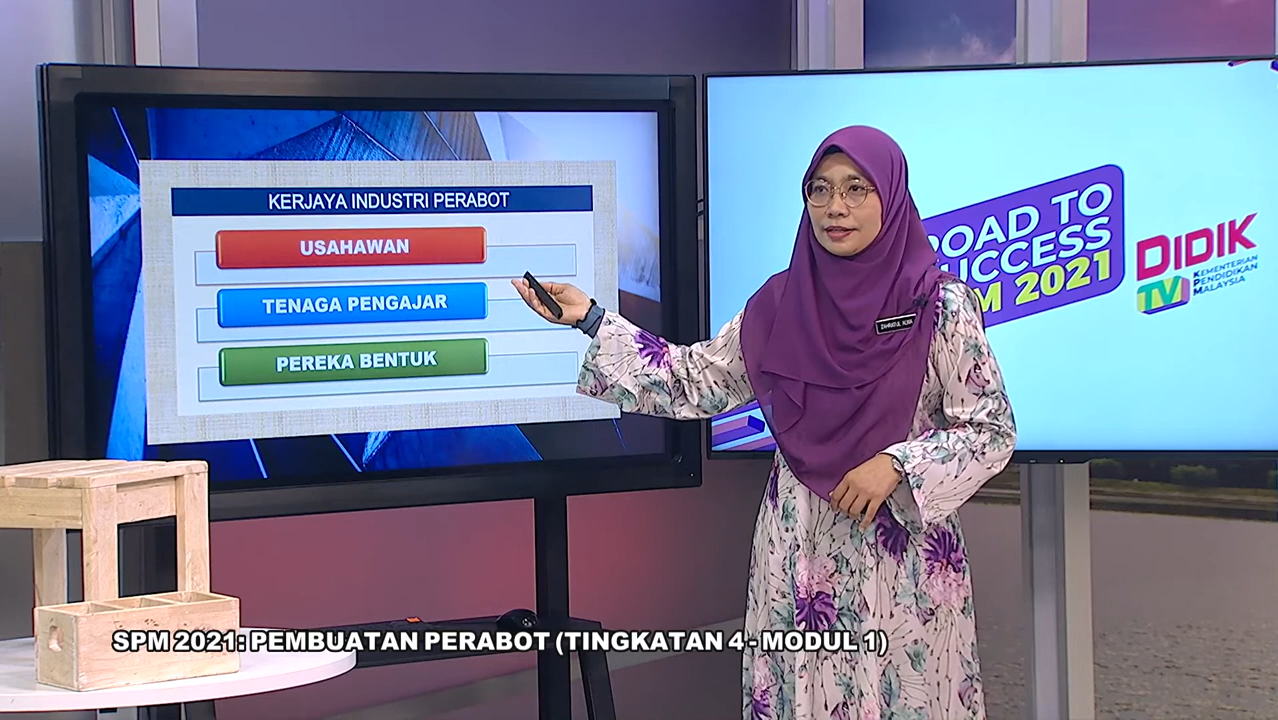 KERJAYA INDUSTRI PERABOT
USAHAWAN
TENAGA PENGAJAR
PEREKA BENTUK
ROAD TO
SUCCESS
SPM 2021
DIDIK
TV
KEMENTERIAN
PENDIDIKAN
MALAYSIA
SPM 2021: PEMBUATAN PERABOT (TINGKATAN 4 - MODUL 1)